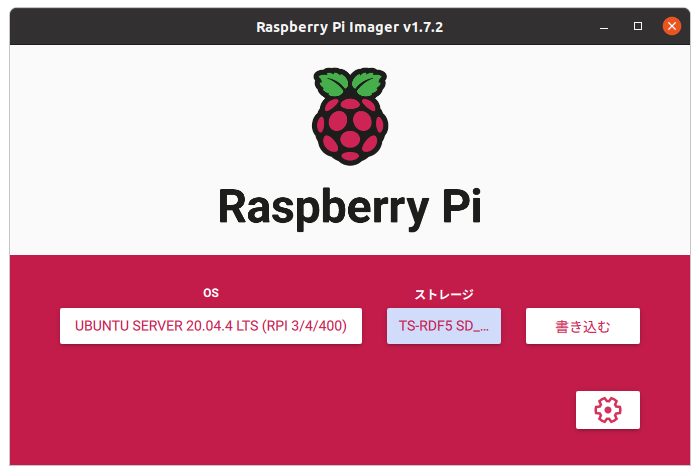 Raspberry Pi Imager v1.7.2
Raspberry Pi
OS
ストレージ
UBUNTU SERVER 20.04.4 LTS (RPI 3/4/400)
TS-RDF5 SD_...
書き込む